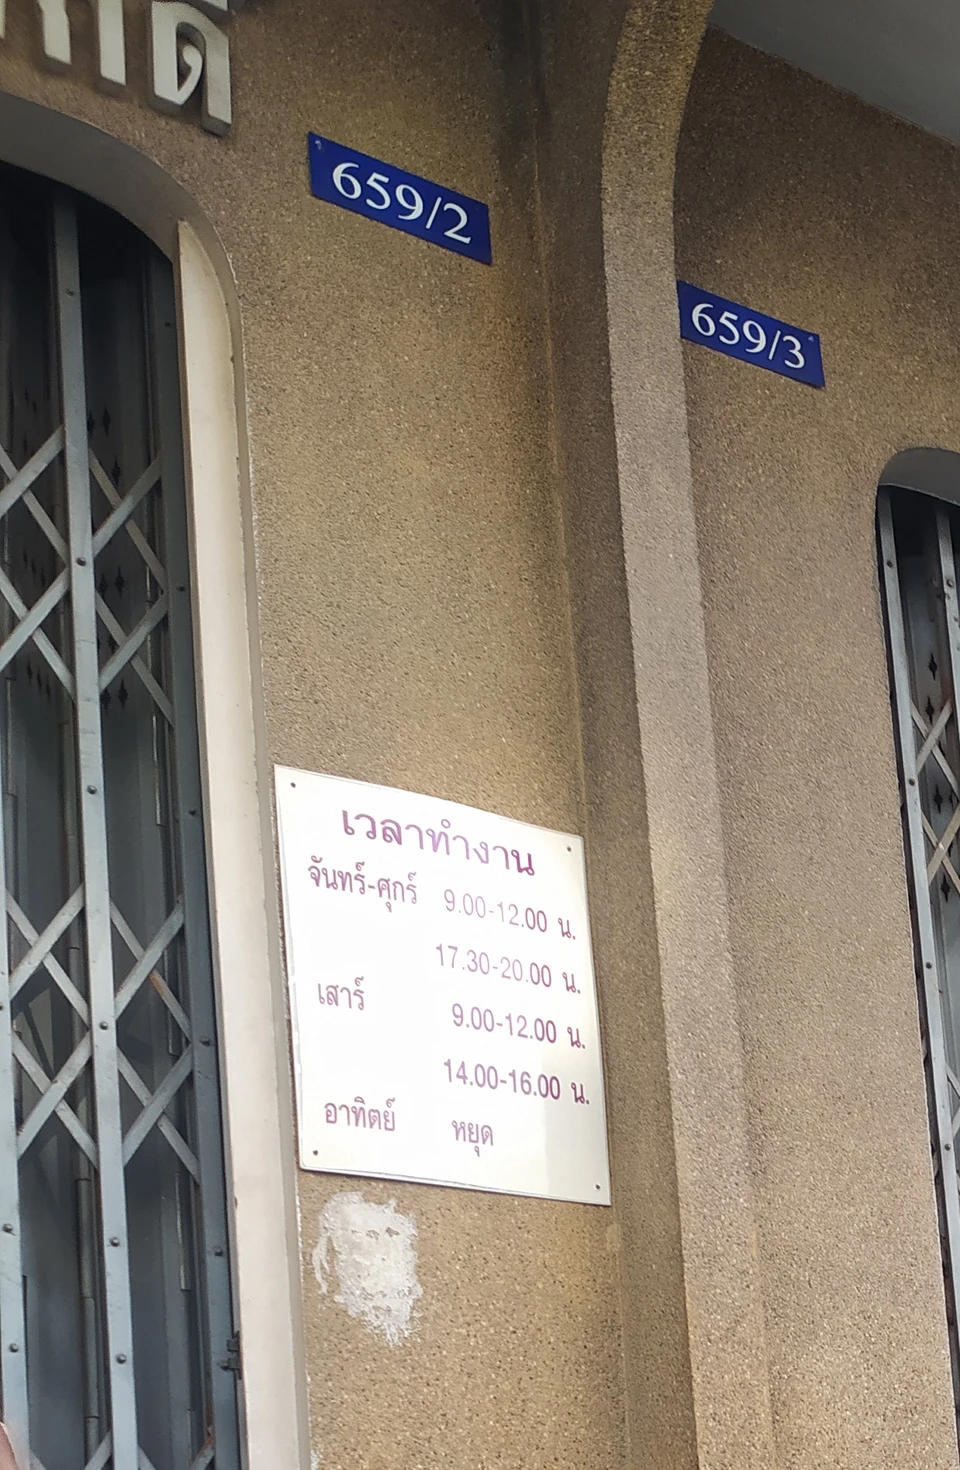 659/2
659/3
เวลาทำงาน
จันทร์-ศุกร์ 9.00-12.00 น.
17.30-20.00 น.
เสาร์ 9.00-12.00 น.
14.00-16.00 น.
อาทิตย์ หยุด